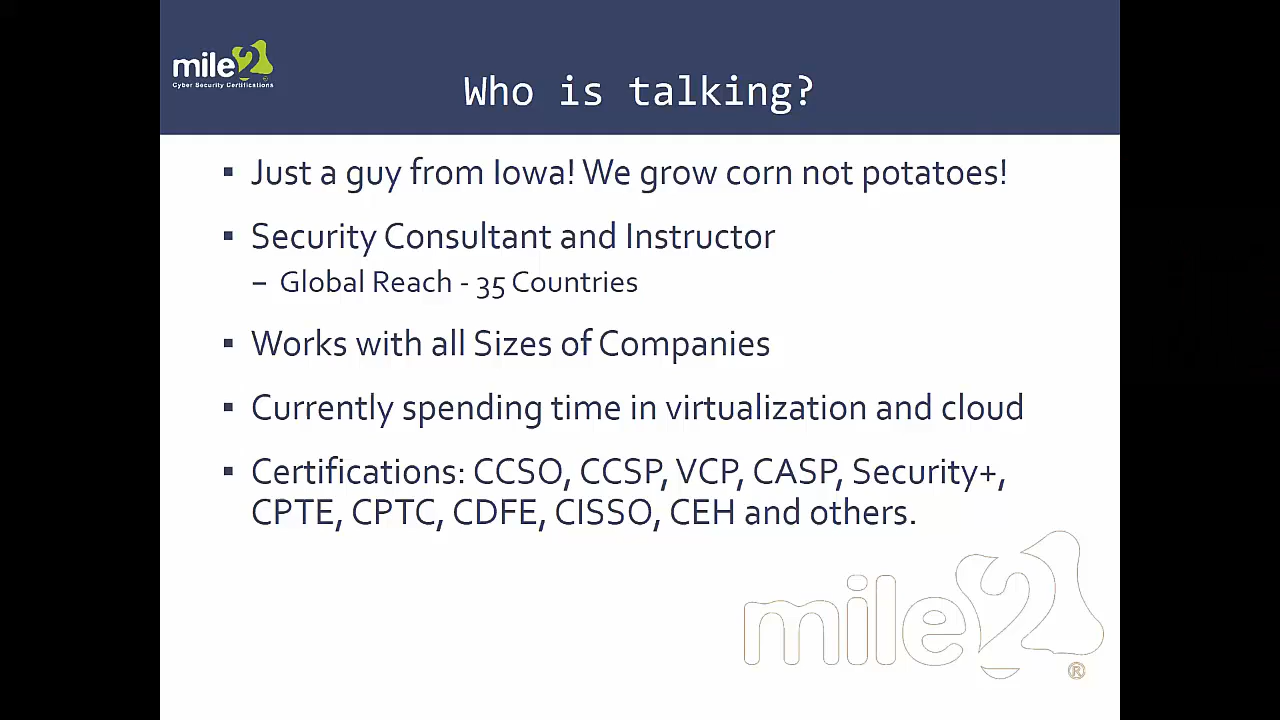 mile2
Cyber Security Certifications
Who is talking?
▪ Just a guy from Iowa! We grow corn not potatoes!
▪ Security Consultant and Instructor
– Global Reach - 35 Countries
▪ Works with all Sizes of Companies
▪ Currently spending time in virtualization and cloud
▪ Certifications: CCSO, CCSP, VCP, CASP, Security+,
CPTE, CPTC, CDFE, CISSO, CEH and others.
mile2
®